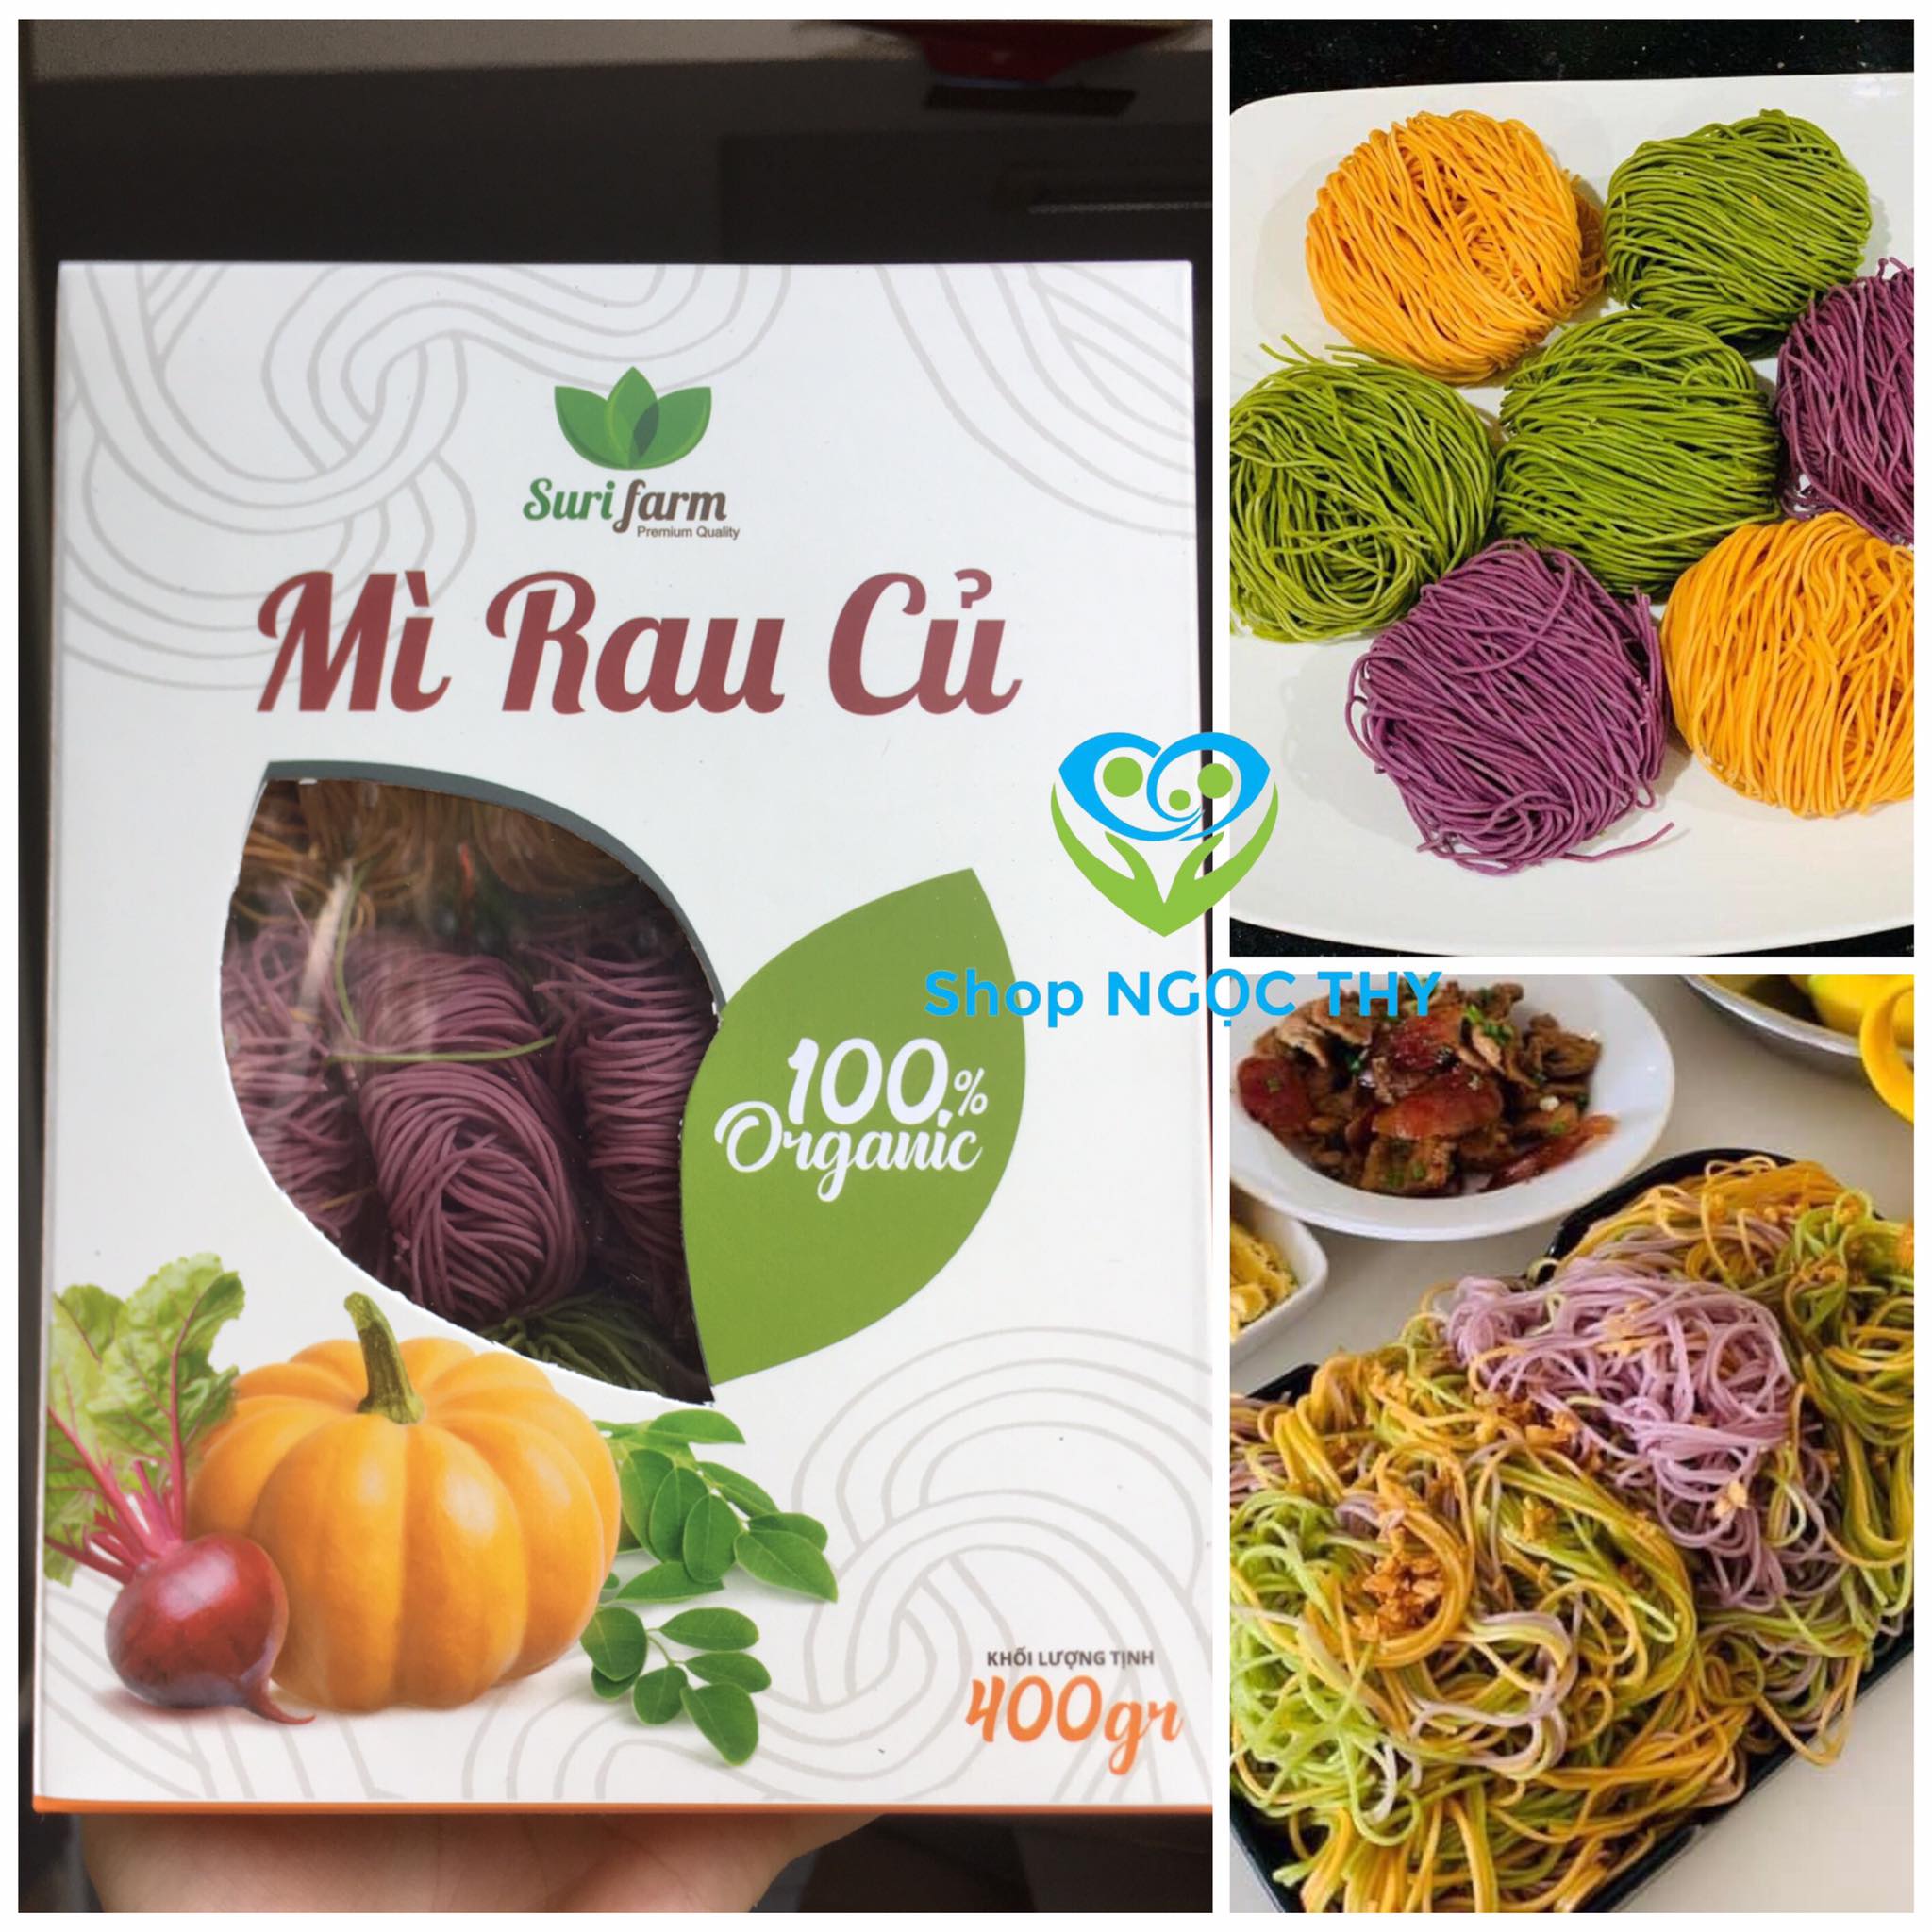 Suri farm
Premium Quality
Mì Rau Củ
100%
Organic
KHỐI LƯỢNG TỊNH
400gr
Shop NGỌC THY